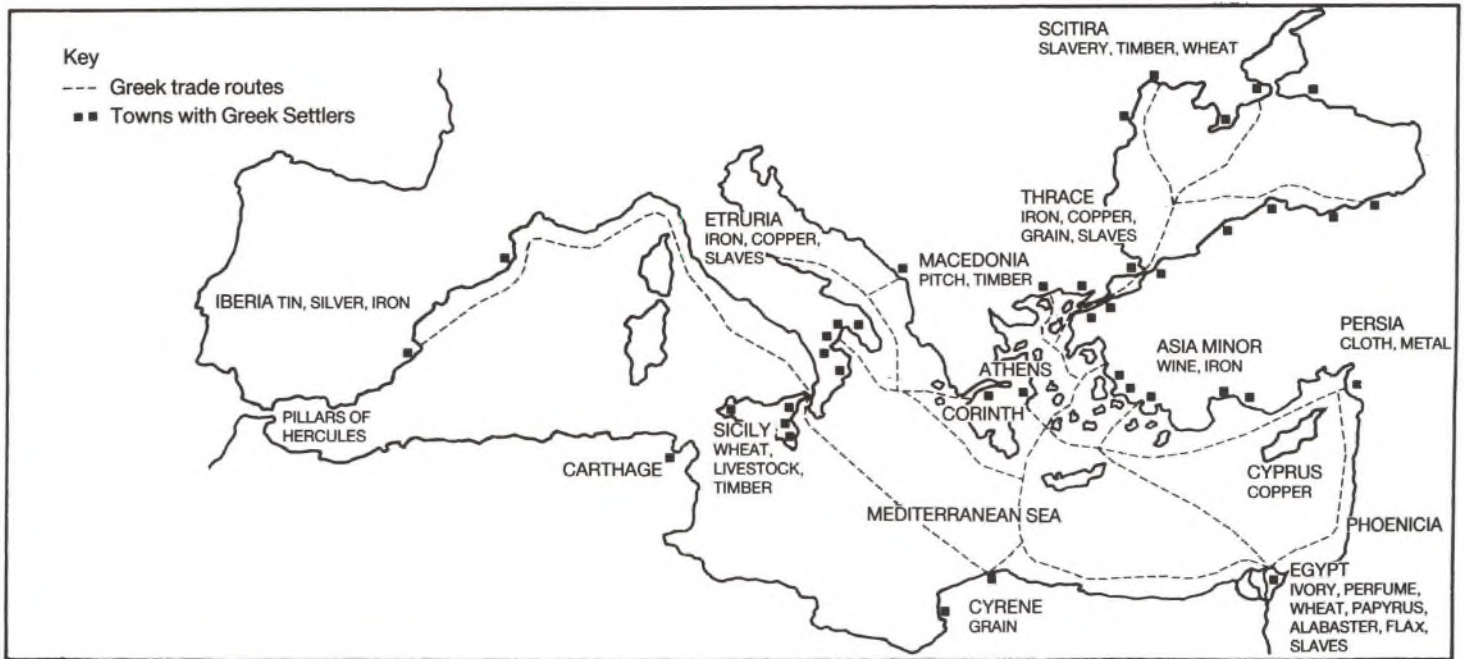 Key
Greek trade routes
Towns with Greek Settlers
SCITIRA
SLAVERY, TIMBER, WHEAT
THRACE
IRON, COPPER,
GRAIN, SLAVES
ETRURIA
IRON, COPPER,
SLAVES
MACEDONIA
PITCH, TIMBER
IBERIA TIN, SILVER, IRON
PERSIA
CLOTH, METAL
ASIA MINOR
WINE, IRON
ATHENS
CORINTH
PILLARS OF
HERCULES
SICILY
WHEAT,
LIVESTOCK,
TIMBER
CARTHAGE
CYPRUS
COPPER
MEDITERRANEAN SEA
PHOENICIA
EGYPT
IVORY, PERFUME,
WHEAT, PAPYRUS,
ALABASTER, FLAX,
SLAVES
CYRENE
GRAIN